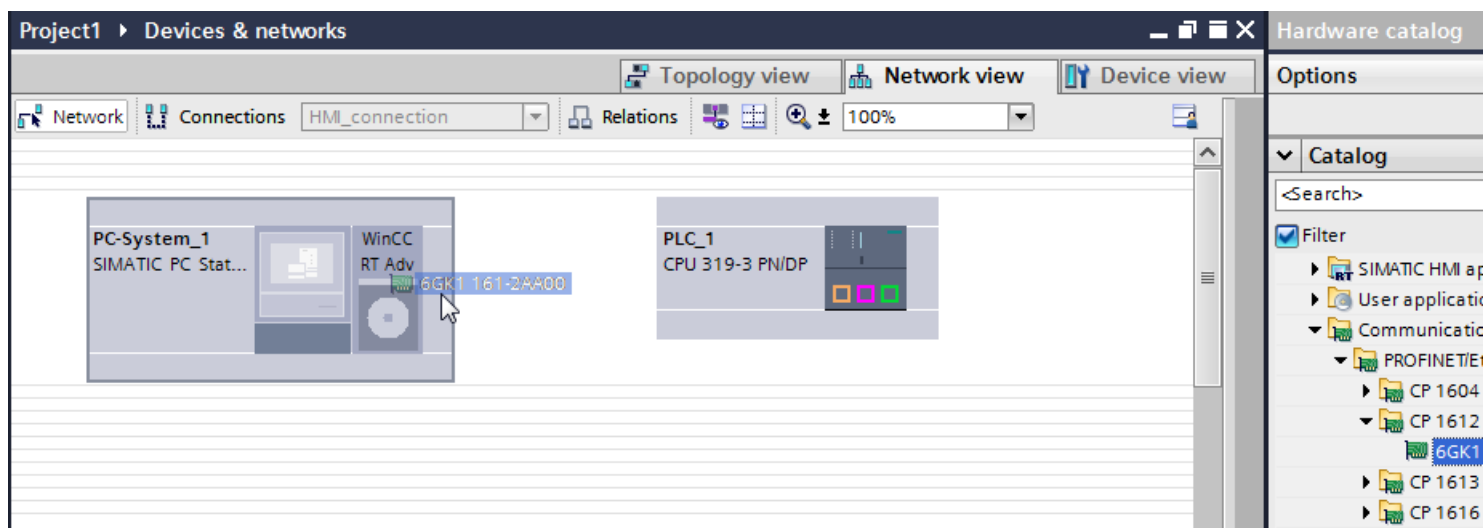 Project1 ▸ Devices & networks
Hardware catalog
Topology view
Network view
Device view
Options
Network
Connections
HMI_connection
Relations
100%
Catalog
<Search>
Filter
PC-System_1
SIMATIC PC Stat...
WinCC
RT Adv
6GK1 161-2AA00
PLC_1
CPU 319-3 PN/DP
SIMATIC HMI ap
User applicatio
Communicatio
PROFINET/Et
CP 1604
CP 1612
6GK1
CP 1613
CP 1616